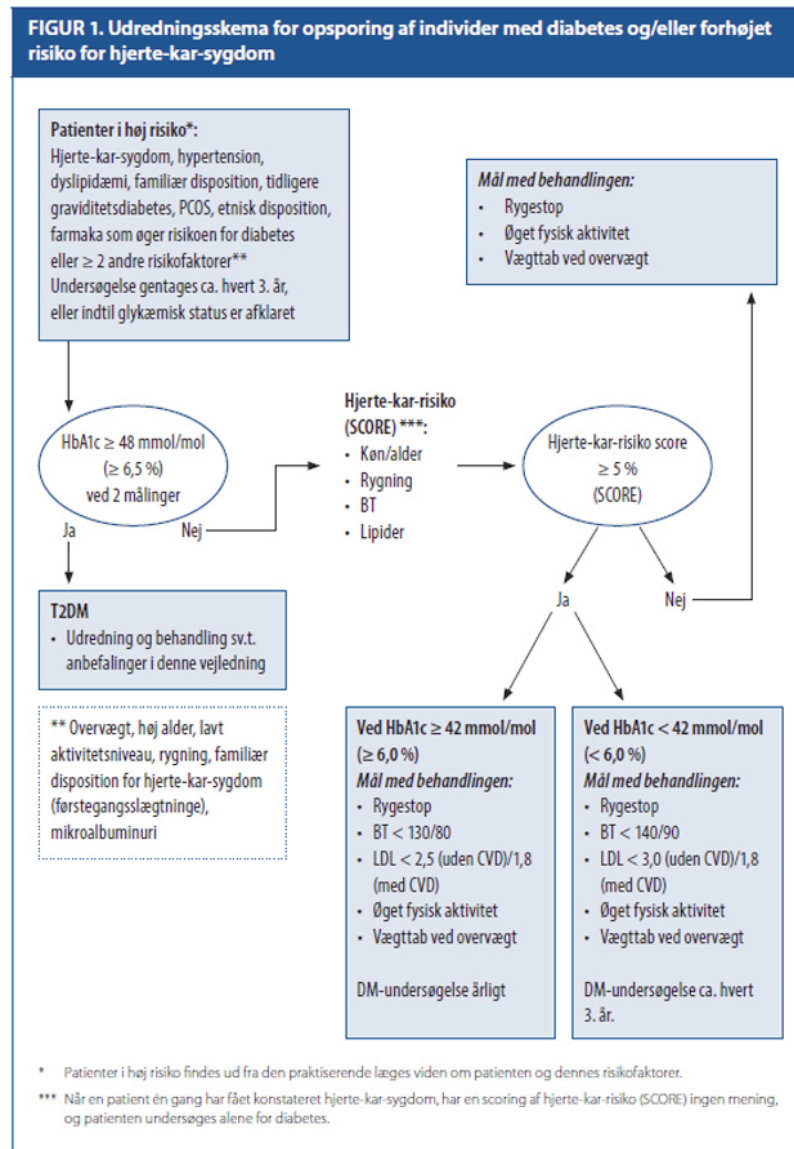 FIGUR 1. Udredningsskema for opsporing af individer med diabetes og/eller forhøjet
risiko for hjerte-kar-sygdom
Patienter i høj risiko*:
Hjerte-kar-sygdom, hypertension,
dyslipidæmi, familiær disposition, tidligere
graviditetsdiabetes, PCOS, etnisk disposition,
farmaka som øger risikoen for diabetes
eller ≥ 2 andre risikofaktorer**
Undersøgelse gentages ca. hvert 3. år,
eller indtil glykæmisk status er afklaret
Mål med behandlingen:
• Rygestop
• Øget fysisk aktivitet
• Vægttab ved overvægt
HbA1c ≥ 48 mmol/mol
(≥ 6,5 %)
ved 2 målinger
Ja
Nej
Hjerte-kar-risiko
(SCORE) ***:
• Køn/alder
• Rygning
• BT
• Lipider
Hjerte-kar-risiko score
≥ 5 %
(SCORE)
Ja
Nej
T2DM
• Udredning og behandling sv.t.
anbefalinger i denne vejledning
** Overvægt, høj alder, lavt
aktivitetsniveau, rygning, familiær
disposition for hjerte-kar-sygdom
(førstegangsslægtninge),
mikroalbuminuri
Ved HbA1c ≥ 42 mmol/mol
(≥ 6,0 %)
Mål med behandlingen:
• Rygestop
• BT < 130/80
• LDL < 2,5 (uden CVD)/1,8
(med CVD)
• Øget fysisk aktivitet
• Vægttab ved overvægt
DM-undersøgelse årligt
Ved HbA1c < 42 mmol/mol
(< 6,0 %)
Mål med behandlingen:
• Rygestop
• BT < 140/90
• LDL < 3,0 (uden CVD)/1,8
(med CVD)
• Øget fysisk aktivitet
• Vægttab ved overvægt
DM-undersøgelse ca. hvert
3. år.
* Patienter i høj risiko findes ud fra den praktiserende læges viden om patienten og dennes risikofaktorer.
*** Når en patient én gang har fået konstateret hjerte-kar-sygdom, har en scoring af hjerte-kar-risiko (SCORE) ingen mening,
og patienten undersøges alene for diabetes.